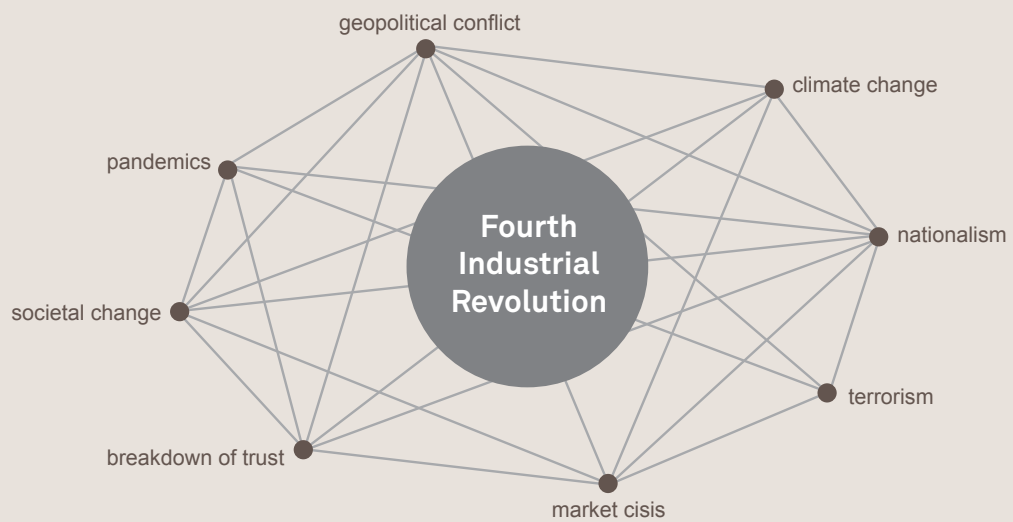 geopolitical conflict
climate change
pandemics
Fourth
Industrial
Revolution
nationalism
societal change
terrorism
breakdown of trust
market cisis